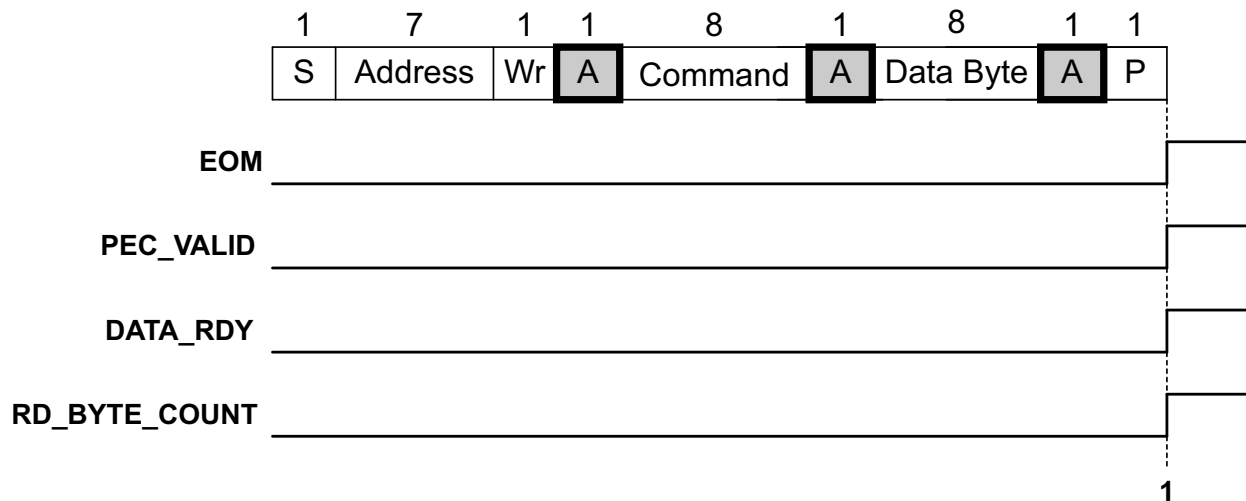 1 7 1 1 8 1 8 1 1
S Address Wr A Command A Data Byte A P
EOM
PEC_VALID
DATA_RDY
RD_BYTE_COUNT
1